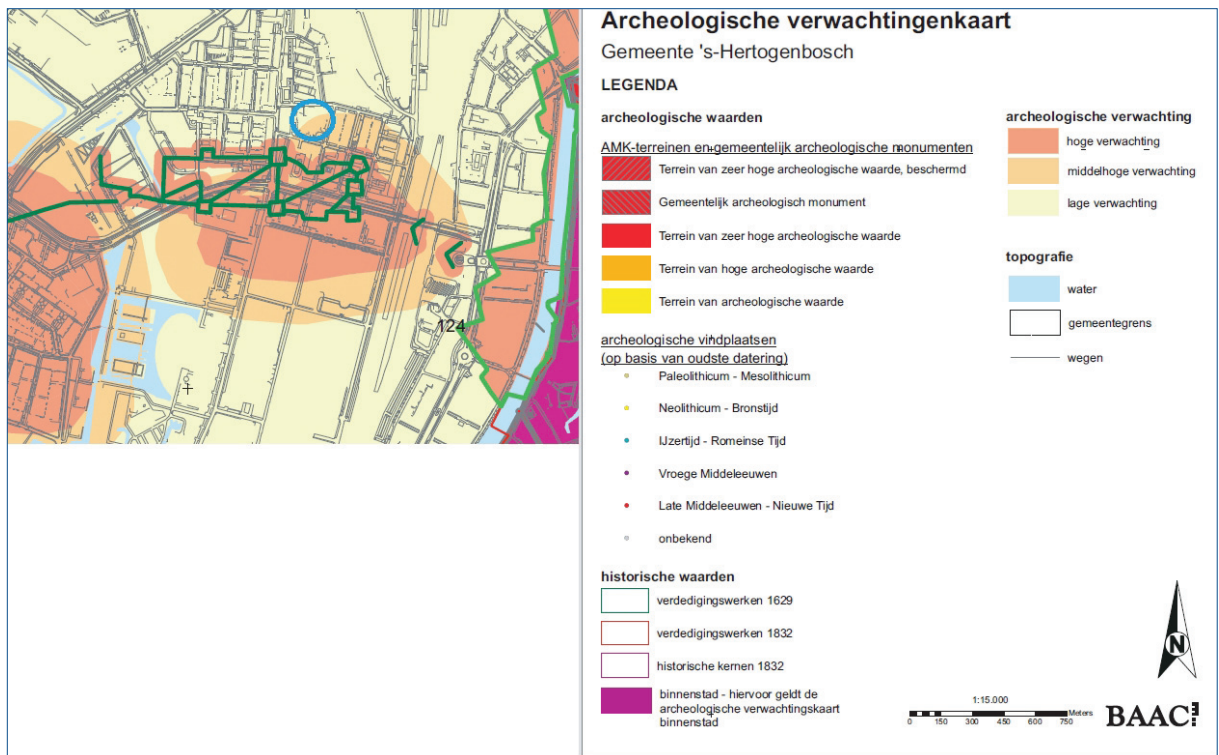 124
Archeologische verwachtingenkaart
Gemeente 's-Hertogenbosch
LEGENDA
archeologische waarden
AMK-terreinen en gemeentelijk archeologische monumenten
Terrein van zeer hoge archeologische waarde, beschermd
Gemeentelijk archeologisch monument
Terrein van zeer hoge archeologische waarde
Terrein van hoge archeologische waarde
Terrein van archeologische waarde
archeologische vindplaatsen
(op basis van oudste datering)
Paleolithicum - Mesolithicum
Neolithicum - Bronstijd
IJzertijd - Romeinse Tijd
Vroege Middeleeuwen
Late Middeleeuwen - Nieuwe Tijd
onbekend
historische waarden
verdedigingswerken 1629
verdedigingswerken 1832
historische kernen 1832
binnenstad - hiervoor geldt de
archeologische verwachtingskaart
binnenstad
archeologische verwachting
hoge verwachting
middelhoge verwachting
lage verwachting
topografie
water
gemeentegrens
wegen
N
1:15.000
Meters
0 150 300 450 600 750
BAAC